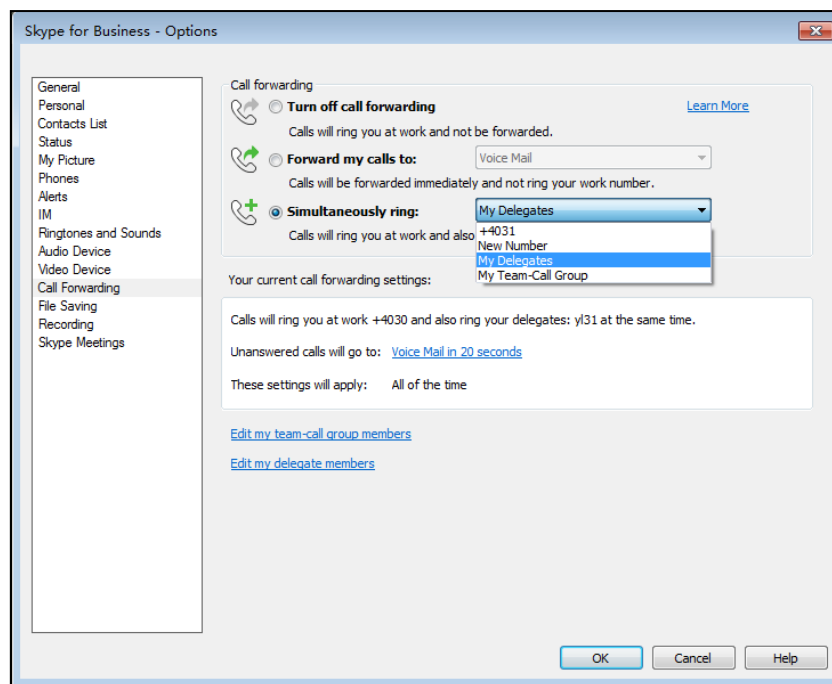 Skype for Business - Options
General
Personal
Contacts List
Status
My Picture
Phones
Alerts
IM
Ringtones and Sounds
Audio Device
Video Device
Call Forwarding
File Saving
Recording
Skype Meetings
Call forwarding
Turn off call forwarding
Learn More
Calls will ring you at work and not be forwarded.
Forward my calls to:
Voice Mail
Calls will be forwarded immediately and not ring your work number.
Simultaneously ring:
My Delegates
Calls will ring you at work and also
+4031
New Number
My Delegates
My Team-Call Group
Your current call forwarding settings:
Calls will ring you at work +4030 and also ring your delegates: yl31 at the same time.
Unanswered calls will go to: Voice Mail in 20 seconds
These settings will apply: All of the time
Edit my team-call group members
Edit my delegate members
OK
Cancel
Help